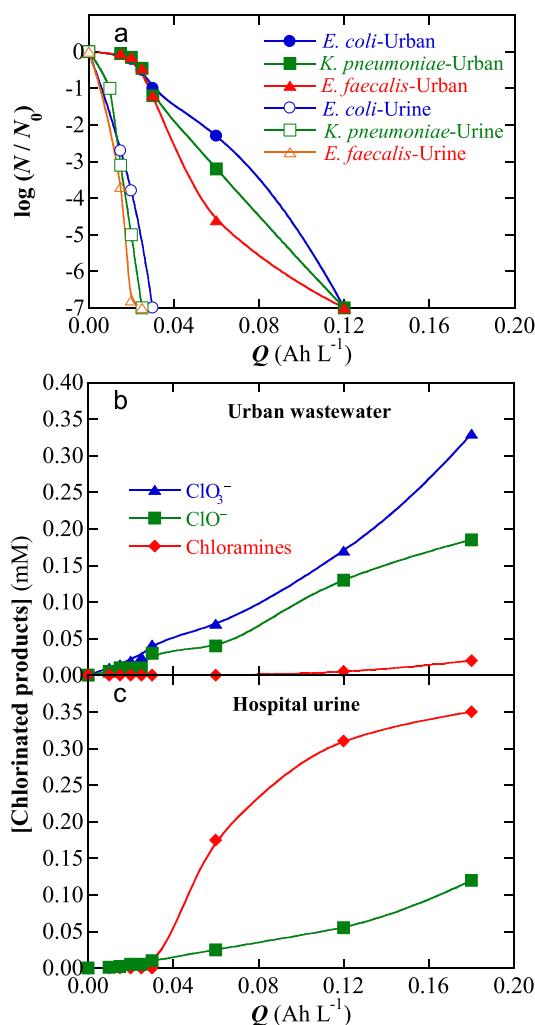 a
E. coli-Urban
K. pneumoniae-Urban
E. faecalis-Urban
E. coli-Urine
K. pneumoniae-Urine
E. faecalis-Urine
log (N / N₀)
0
-1
-2
-3
-4
-5
-6
-7
0.00 0.04 0.08 0.12 0.16 0.20
Q (Ah L⁻¹)
b
Urban wastewater
ClO₃⁻
ClO⁻
Chloramines
0.40
0.35
0.30
0.25
0.20
0.15
0.10
0.05
0.00
[Chlorinated products] (mM)
c
Hospital urine
0.35
0.30
0.25
0.20
0.15
0.10
0.05
0.00
0.00 0.04 0.08 0.12 0.16 0.20
Q (Ah L⁻¹)